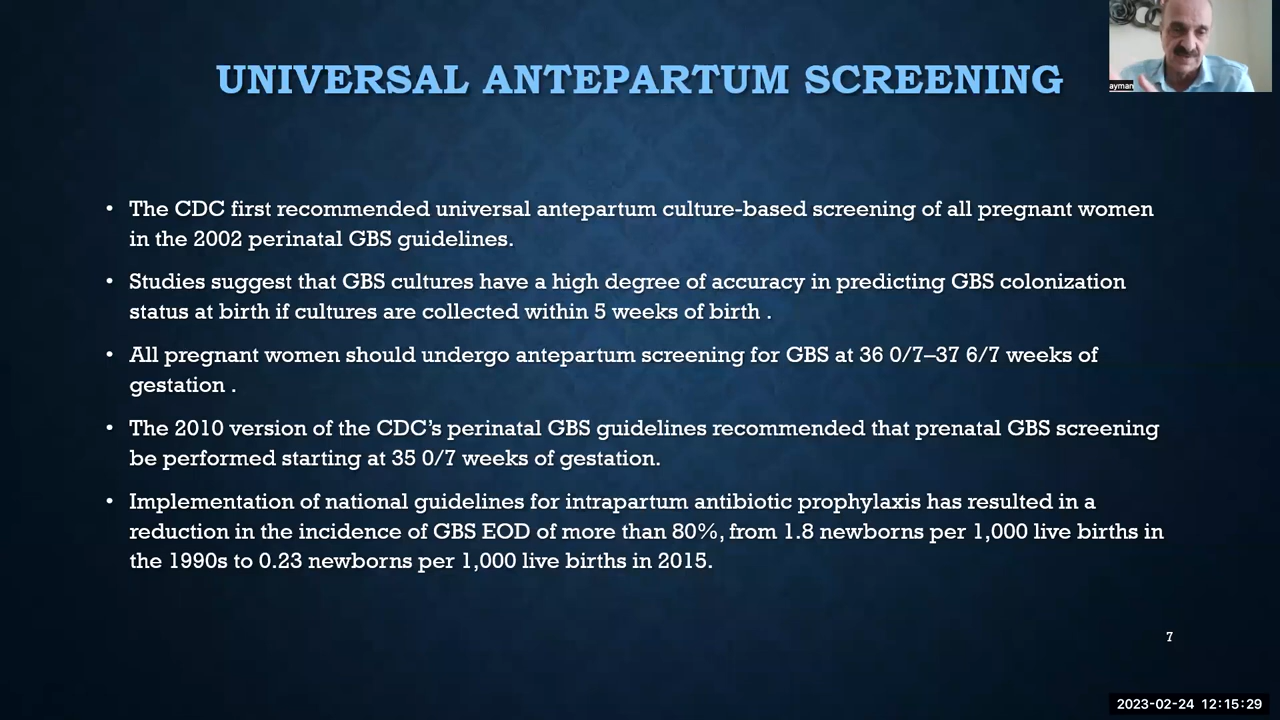 UNIVERSAL ANTEPARTUM SCREENING
ayman
• The CDC first recommended universal antepartum culture-based screening of all pregnant women
in the 2002 perinatal GBS guidelines.
• Studies suggest that GBS cultures have a high degree of accuracy in predicting GBS colonization
status at birth if cultures are collected within 5 weeks of birth .
• All pregnant women should undergo antepartum screening for GBS at 36 0/7–37 6/7 weeks of
gestation .
• The 2010 version of the CDC’s perinatal GBS guidelines recommended that prenatal GBS screening
be performed starting at 35 0/7 weeks of gestation.
• Implementation of national guidelines for intrapartum antibiotic prophylaxis has resulted in a
reduction in the incidence of GBS EOD of more than 80%, from 1.8 newborns per 1,000 live births in
the 1990s to 0.23 newborns per 1,000 live births in 2015.
7
2023-02-24 12:15:29